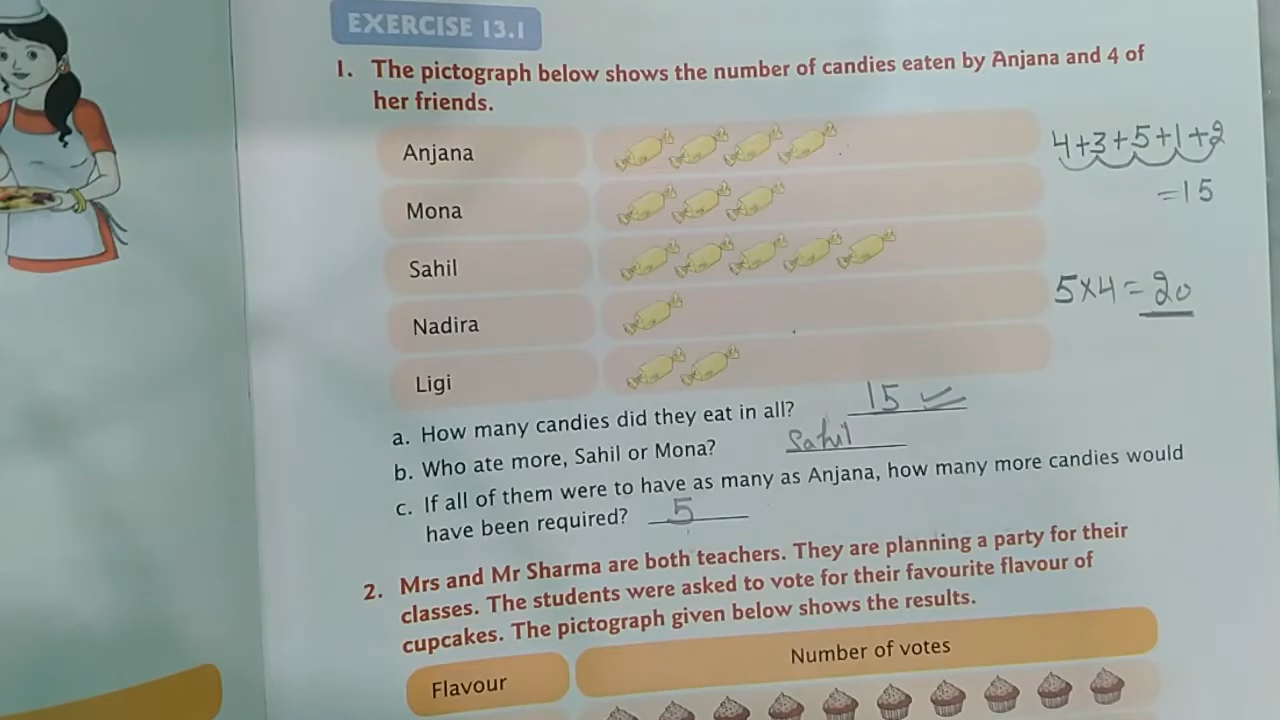 EXERCISE 13.1
1. The pictograph below shows the number of candies eaten by Anjana and 4 of
her friends.
Anjana
4+3+5+1+2
=15
Mona
Sahil
5×4=20
Nadira
Ligi
a. How many candies did they eat in all? 15
b. Who ate more, Sahil or Mona? Sahil
c. If all of them were to have as many as Anjana, how many more candies would
have been required? 5
2. Mrs and Mr Sharma are both teachers. They are planning a party for their
classes. The students were asked to vote for their favourite flavour of
cupcakes. The pictograph given below shows the results.
Flavour Number of votes